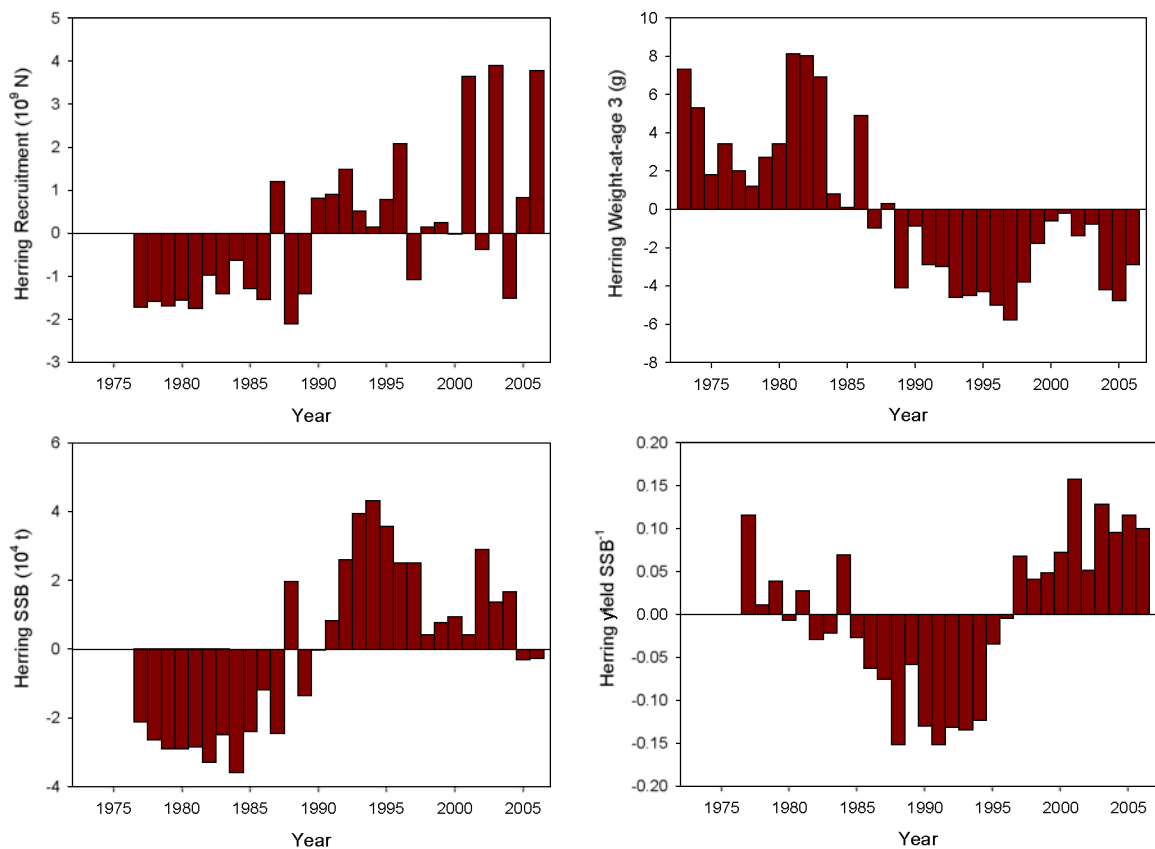 Herring Recruitment (10⁹ N)
5
4
3
2
1
0
-1
-2
-3
1975 1980 1985 1990 1995 2000 2005
Year
Herring Weight-at-age 3 (g)
10
8
6
4
2
0
-2
-4
-6
-8
1975 1980 1985 1990 1995 2000 2005
Year
Herring SSB (10⁴ t)
6
4
2
0
-2
-4
1975 1980 1985 1990 1995 2000 2005
Year
Herring yield SSB⁻¹
0.20
0.15
0.10
0.05
0.00
-0.05
-0.10
-0.15
-0.20
1975 1980 1985 1990 1995 2000 2005
Year